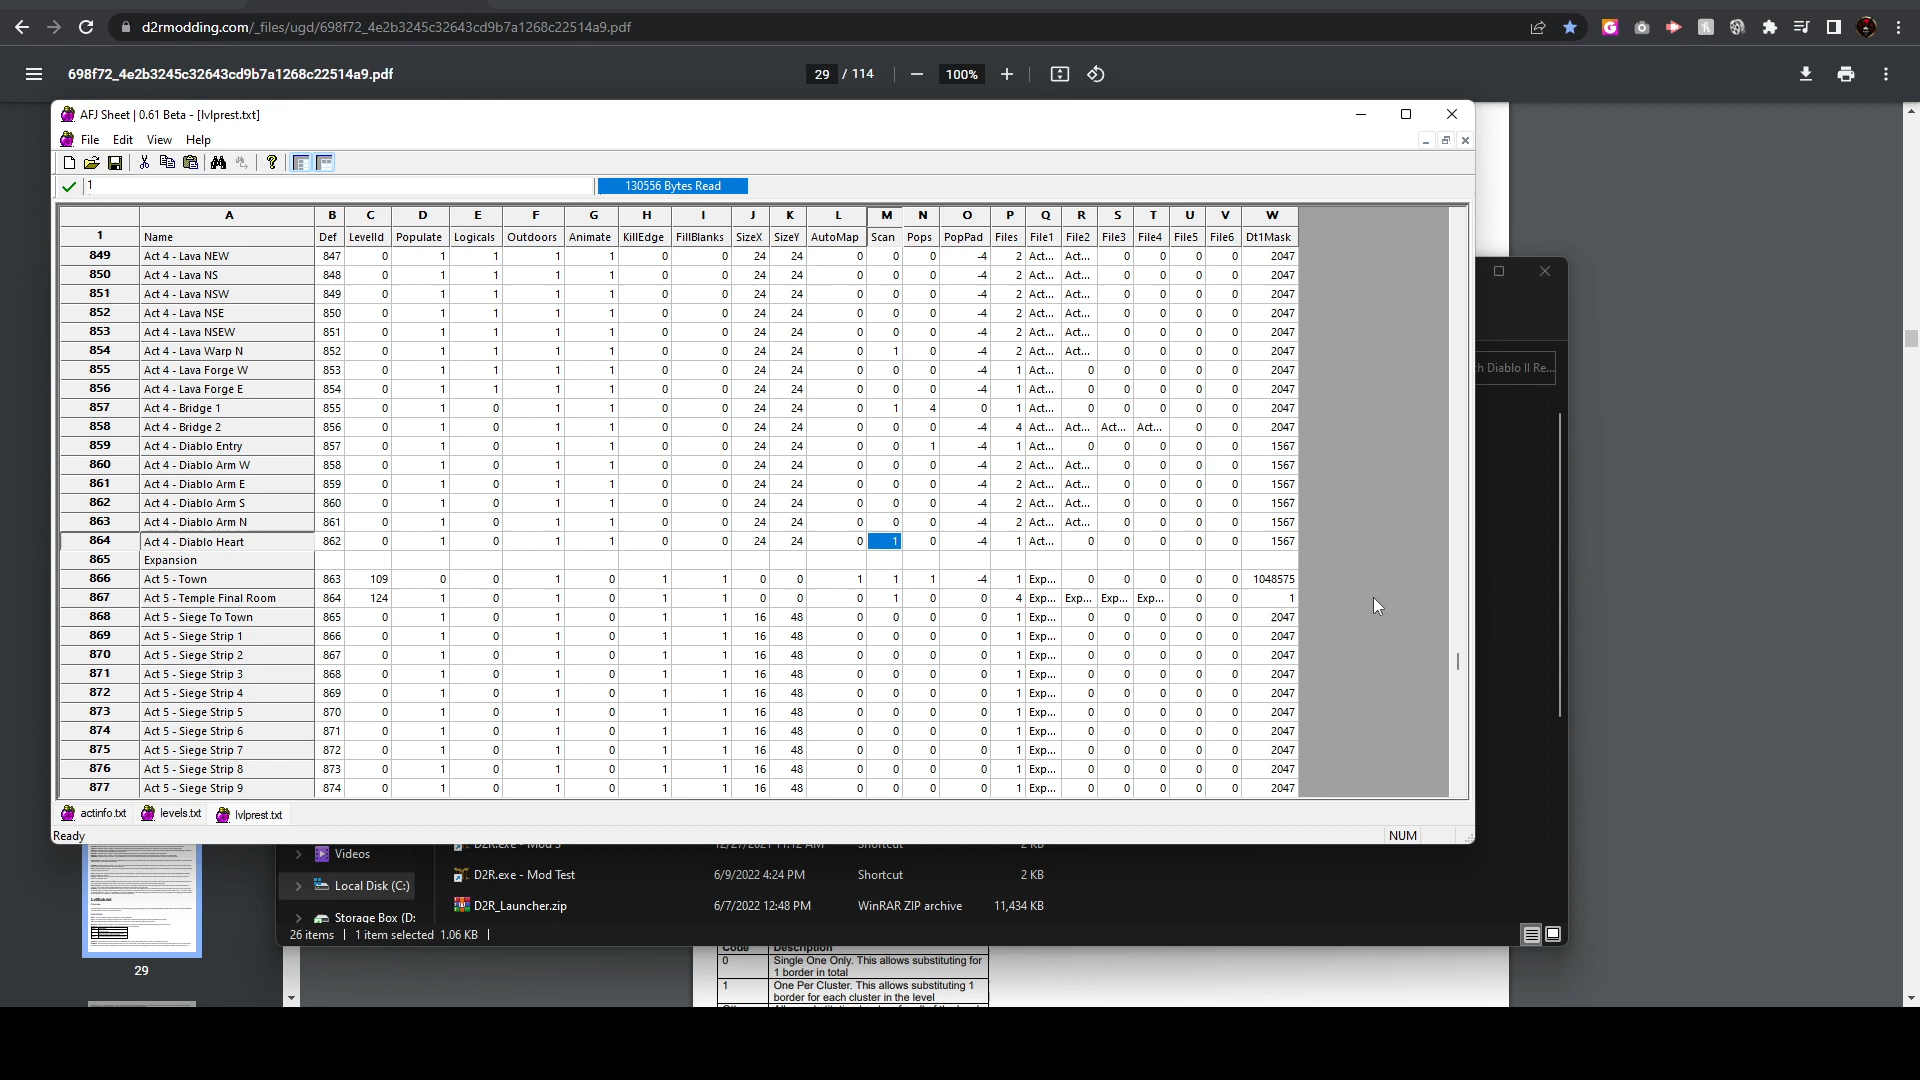 d2rmodding.com/_files/ugd/698f72_4e2b3245c32643cd9b7a1268c22514a9.pdf
698f72_4e2b3245c32643cd9b7a1268c22514a9.pdf
29 / 114
100%
AFJ Sheet | 0.61 Beta - [lvlprest.txt]
File Edit View Help
1
130556 Bytes Read
A B C D E F G H I J K L M N O P Q R S T U V W
1 Name Def LevelId Populate Logicals Outdoors Animate KillEdge FillBlanks SizeX SizeY AutoMap Scan Pops PopPad Files File1 File2 File3 File4 File5 File6 Dt1Mask
849 Act 4 - Lava NEW 847 0 1 1 1 1 0 0 24 24 0 0 0 -4 2 Act... Act... 0 0 0 0 2047
850 Act 4 - Lava NS 848 0 1 1 1 1 0 0 24 24 0 0 0 -4 2 Act... Act... 0 0 0 0 2047
851 Act 4 - Lava NSW 849 0 1 1 1 1 0 0 24 24 0 0 0 -4 2 Act... Act... 0 0 0 0 2047
852 Act 4 - Lava NSE 850 0 1 1 1 1 0 0 24 24 0 0 0 -4 2 Act... Act... 0 0 0 0 2047
853 Act 4 - Lava NSEW 851 0 1 1 1 1 0 0 24 24 0 0 0 -4 2 Act... Act... 0 0 0 0 2047
854 Act 4 - Lava Warp N 852 0 1 1 1 1 0 0 24 24 0 1 0 -4 2 Act... Act... 0 0 0 0 2047
855 Act 4 - Lava Forge W 853 0 1 1 1 1 0 0 24 24 0 0 0 -4 1 Act... 0 0 0 0 0 2047
856 Act 4 - Lava Forge E 854 0 1 1 1 1 0 0 24 24 0 0 0 -4 1 Act... 0 0 0 0 0 2047
857 Act 4 - Bridge 1 855 0 1 0 1 1 0 0 24 24 0 1 4 0 1 Act... 0 0 0 0 0 2047
858 Act 4 - Bridge 2 856 0 1 0 1 1 0 0 24 24 0 0 0 -4 4 Act... Act... Act... Act... 0 0 2047
859 Act 4 - Diablo Entry 857 0 1 0 1 1 0 0 24 24 0 0 1 -4 1 Act... 0 0 0 0 0 1567
860 Act 4 - Diablo Arm W 858 0 1 0 1 1 0 0 24 24 0 0 0 -4 2 Act... Act... 0 0 0 0 1567
861 Act 4 - Diablo Arm E 859 0 1 0 1 1 0 0 24 24 0 0 0 -4 2 Act... Act... 0 0 0 0 1567
862 Act 4 - Diablo Arm S 860 0 1 0 1 1 0 0 24 24 0 0 0 -4 2 Act... Act... 0 0 0 0 1567
863 Act 4 - Diablo Arm N 861 0 1 0 1 1 0 0 24 24 0 0 0 -4 2 Act... Act... 0 0 0 0 1567
864 Act 4 - Diablo Heart 862 0 1 0 1 1 0 0 24 24 0 1 0 -4 1 Act... 0 0 0 0 0 1567
865 Expansion
866 Act 5 - Town 863 109 0 0 1 0 1 1 0 0 1 1 1 -4 1 Exp... 0 0 0 0 0 1048575
867 Act 5 - Temple Final Room 864 124 1 0 1 0 1 1 0 0 0 1 0 0 4 Exp... Exp... Exp... Exp... 0 0 1
868 Act 5 - Siege To Town 865 0 1 0 1 0 1 1 16 48 0 0 0 0 1 Exp... 0 0 0 0 0 2047
869 Act 5 - Siege Strip 1 866 0 1 0 1 0 1 1 16 48 0 0 0 0 1 Exp... 0 0 0 0 0 2047
870 Act 5 - Siege Strip 2 867 0 1 0 1 0 1 1 16 48 0 0 0 0 1 Exp... 0 0 0 0 0 2047
871 Act 5 - Siege Strip 3 868 0 1 0 1 0 1 1 16 48 0 0 0 0 1 Exp... 0 0 0 0 0 2047
872 Act 5 - Siege Strip 4 869 0 1 0 1 0 1 1 16 48 0 0 0 0 1 Exp... 0 0 0 0 0 2047
873 Act 5 - Siege Strip 5 870 0 1 0 1 0 1 1 16 48 0 0 0 0 1 Exp... 0 0 0 0 0 2047
874 Act 5 - Siege Strip 6 871 0 1 0 1 0 1 1 16 48 0 0 0 0 1 Exp... 0 0 0 0 0 2047
875 Act 5 - Siege Strip 7 872 0 1 0 1 0 1 1 16 48 0 0 0 0 1 Exp... 0 0 0 0 0 2047
876 Act 5 - Siege Strip 8 873 0 1 0 1 0 1 1 16 48 0 0 0 0 1 Exp... 0 0 0 0 0 2047
877 Act 5 - Siege Strip 9 874 0 1 0 1 0 1 1 16 48 0 0 0 0 1 Exp... 0 0 0 0 0 2047
actinfo.txt levels.txt lvlprest.txt
Ready NUM
ch Diablo II Re...
Videos D2R.exe - Mod 3 12/27/2021 11:12 AM Shortcut 2 KB
Local Disk (C:) D2R.exe - Mod Test 6/9/2022 4:24 PM Shortcut 2 KB
Storage Box (D: D2R_Launcher.zip 6/7/2022 12:48 PM WinRAR ZIP archive 11,434 KB
26 items 1 item selected 1.06 KB
29
Code Description
0 Single One Only. This allows substituting for
1 border in total
1 One Per Cluster. This allows substituting 1
border for each cluster in the level